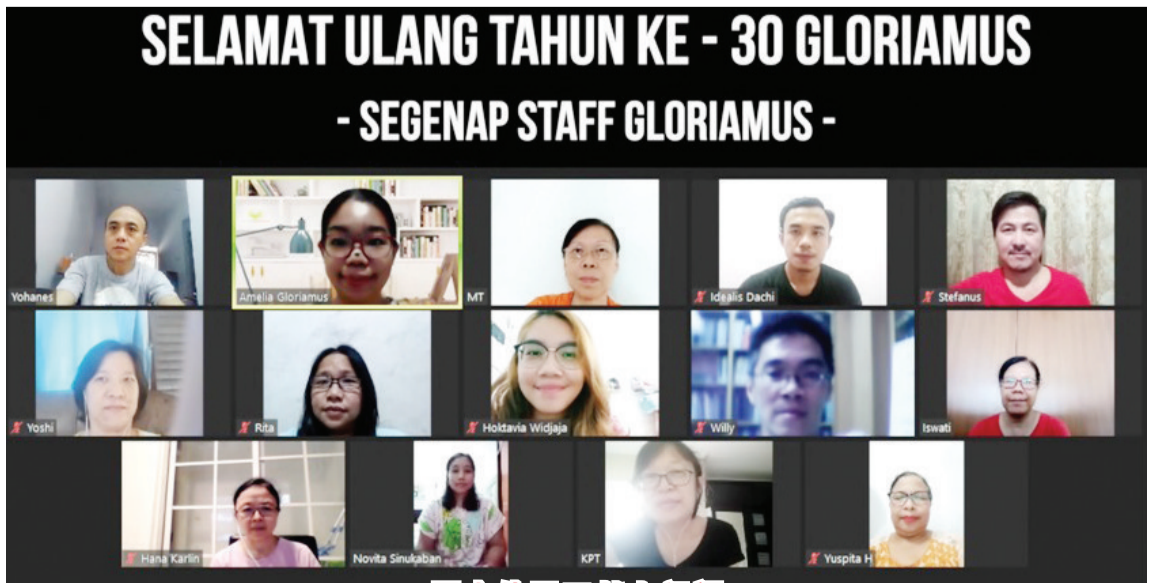 SELAMAT ULANG TAHUN KE - 30 GLORIAMUS
- SEGENAP STAFF GLORIAMUS -
Yohanes
Amelia Gloriamus
MT
Idealis Dachi
Stefanus
Yoshi
Rita
Hoktavia Widjaja
Willy
Iswati
Hana Karlin
Novita Sinukaban
KPT
Yuspita H